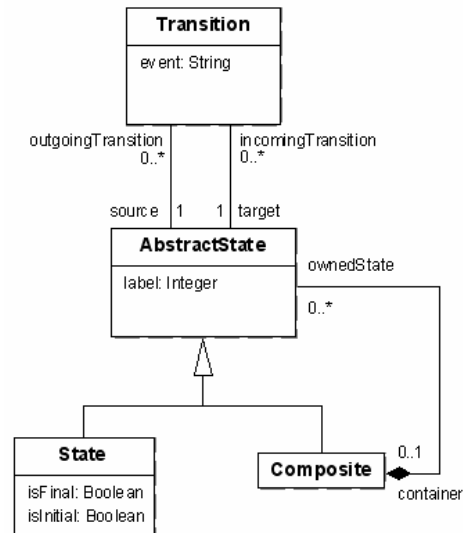 Transition
event: String
outgoingTransition
0..*
incomingTransition
0..*
source 1
1 target
AbstractState
label: Integer
ownedState
0..*
State
isFinal: Boolean
isInitial: Boolean
Composite
0..1
container